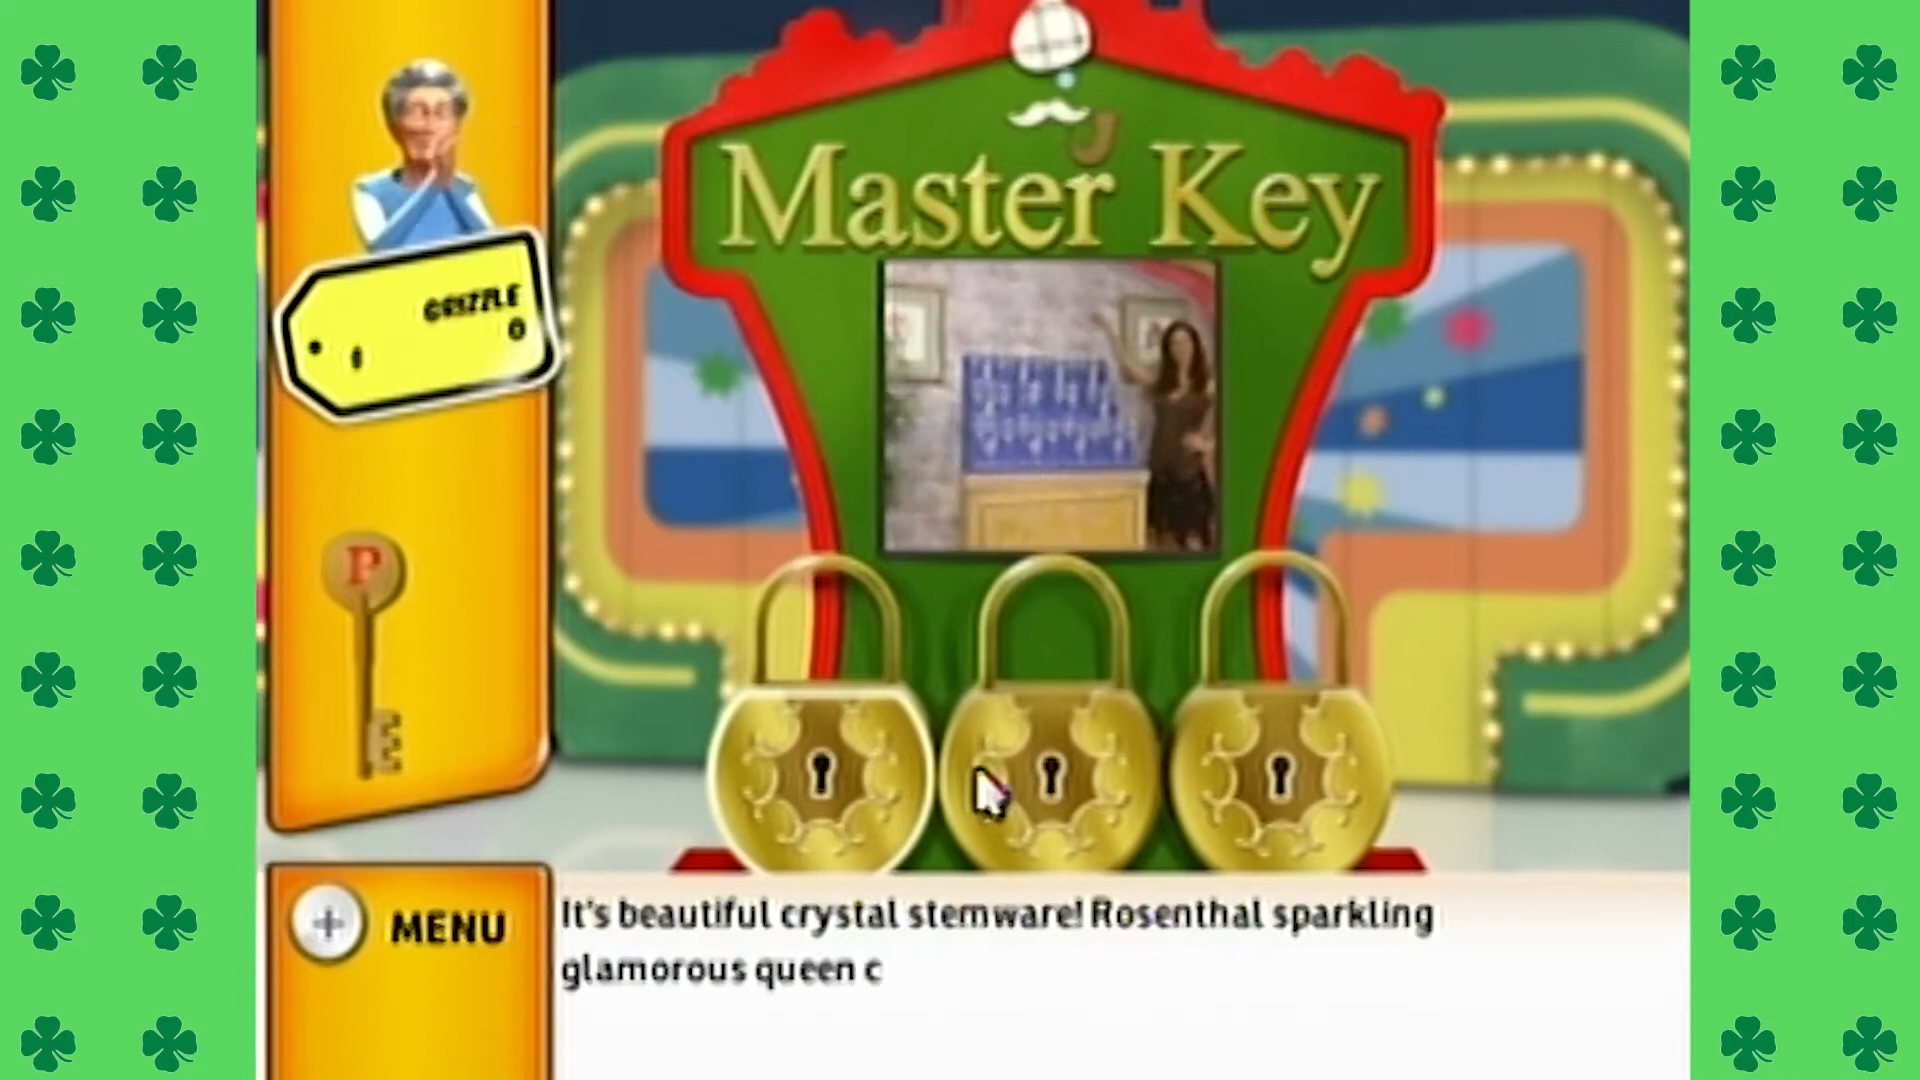 Master Key
GRIZZLE
0
P
MENU
It's beautiful crystal stemware! Rosenthal sparkling
glamorous queen c